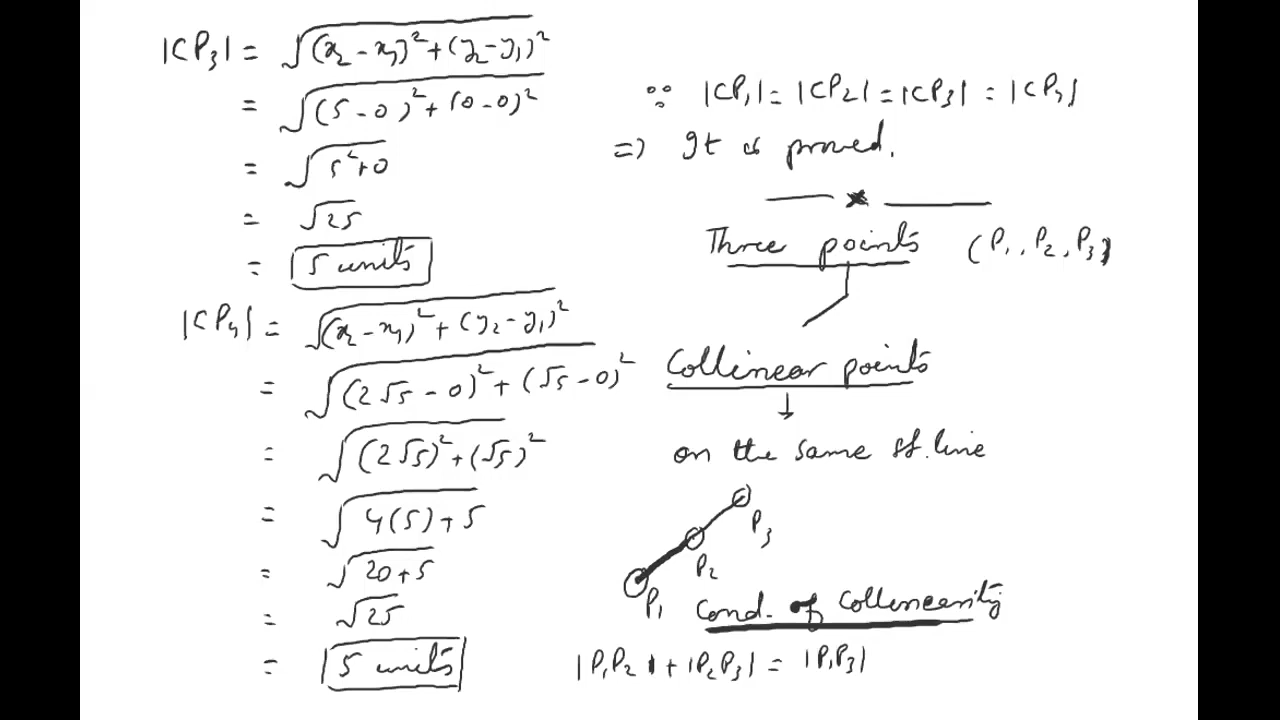 |CP₃| = √(x₂ - x₁)² + (y₂ - y₁)²
= √(5 - 0)² + (0 - 0)²
= √5² + 0
= √25
= 5 units
|CP₄| = √(x₂ - x₁)² + (y₂ - y₁)²
= √(2√5 - 0)² + (√5 - 0)²
= √(2√5)² + (√5)²
= √4(5) + 5
= √20 + 5
= √25
= 5 units
∵ |CP₁| = |CP₂| = |CP₃| = |CP₄|
⇒ It is proved.
Three points (P₁, P₂, P₃)
Collinear points
on the same st. line
P₃
P₂
P₁
Cond. of Collinearity
|P₁P₂| + |P₂P₃| = |P₁P₃|